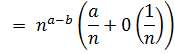 = n^{a-b} (a/n + 0 (1/n))